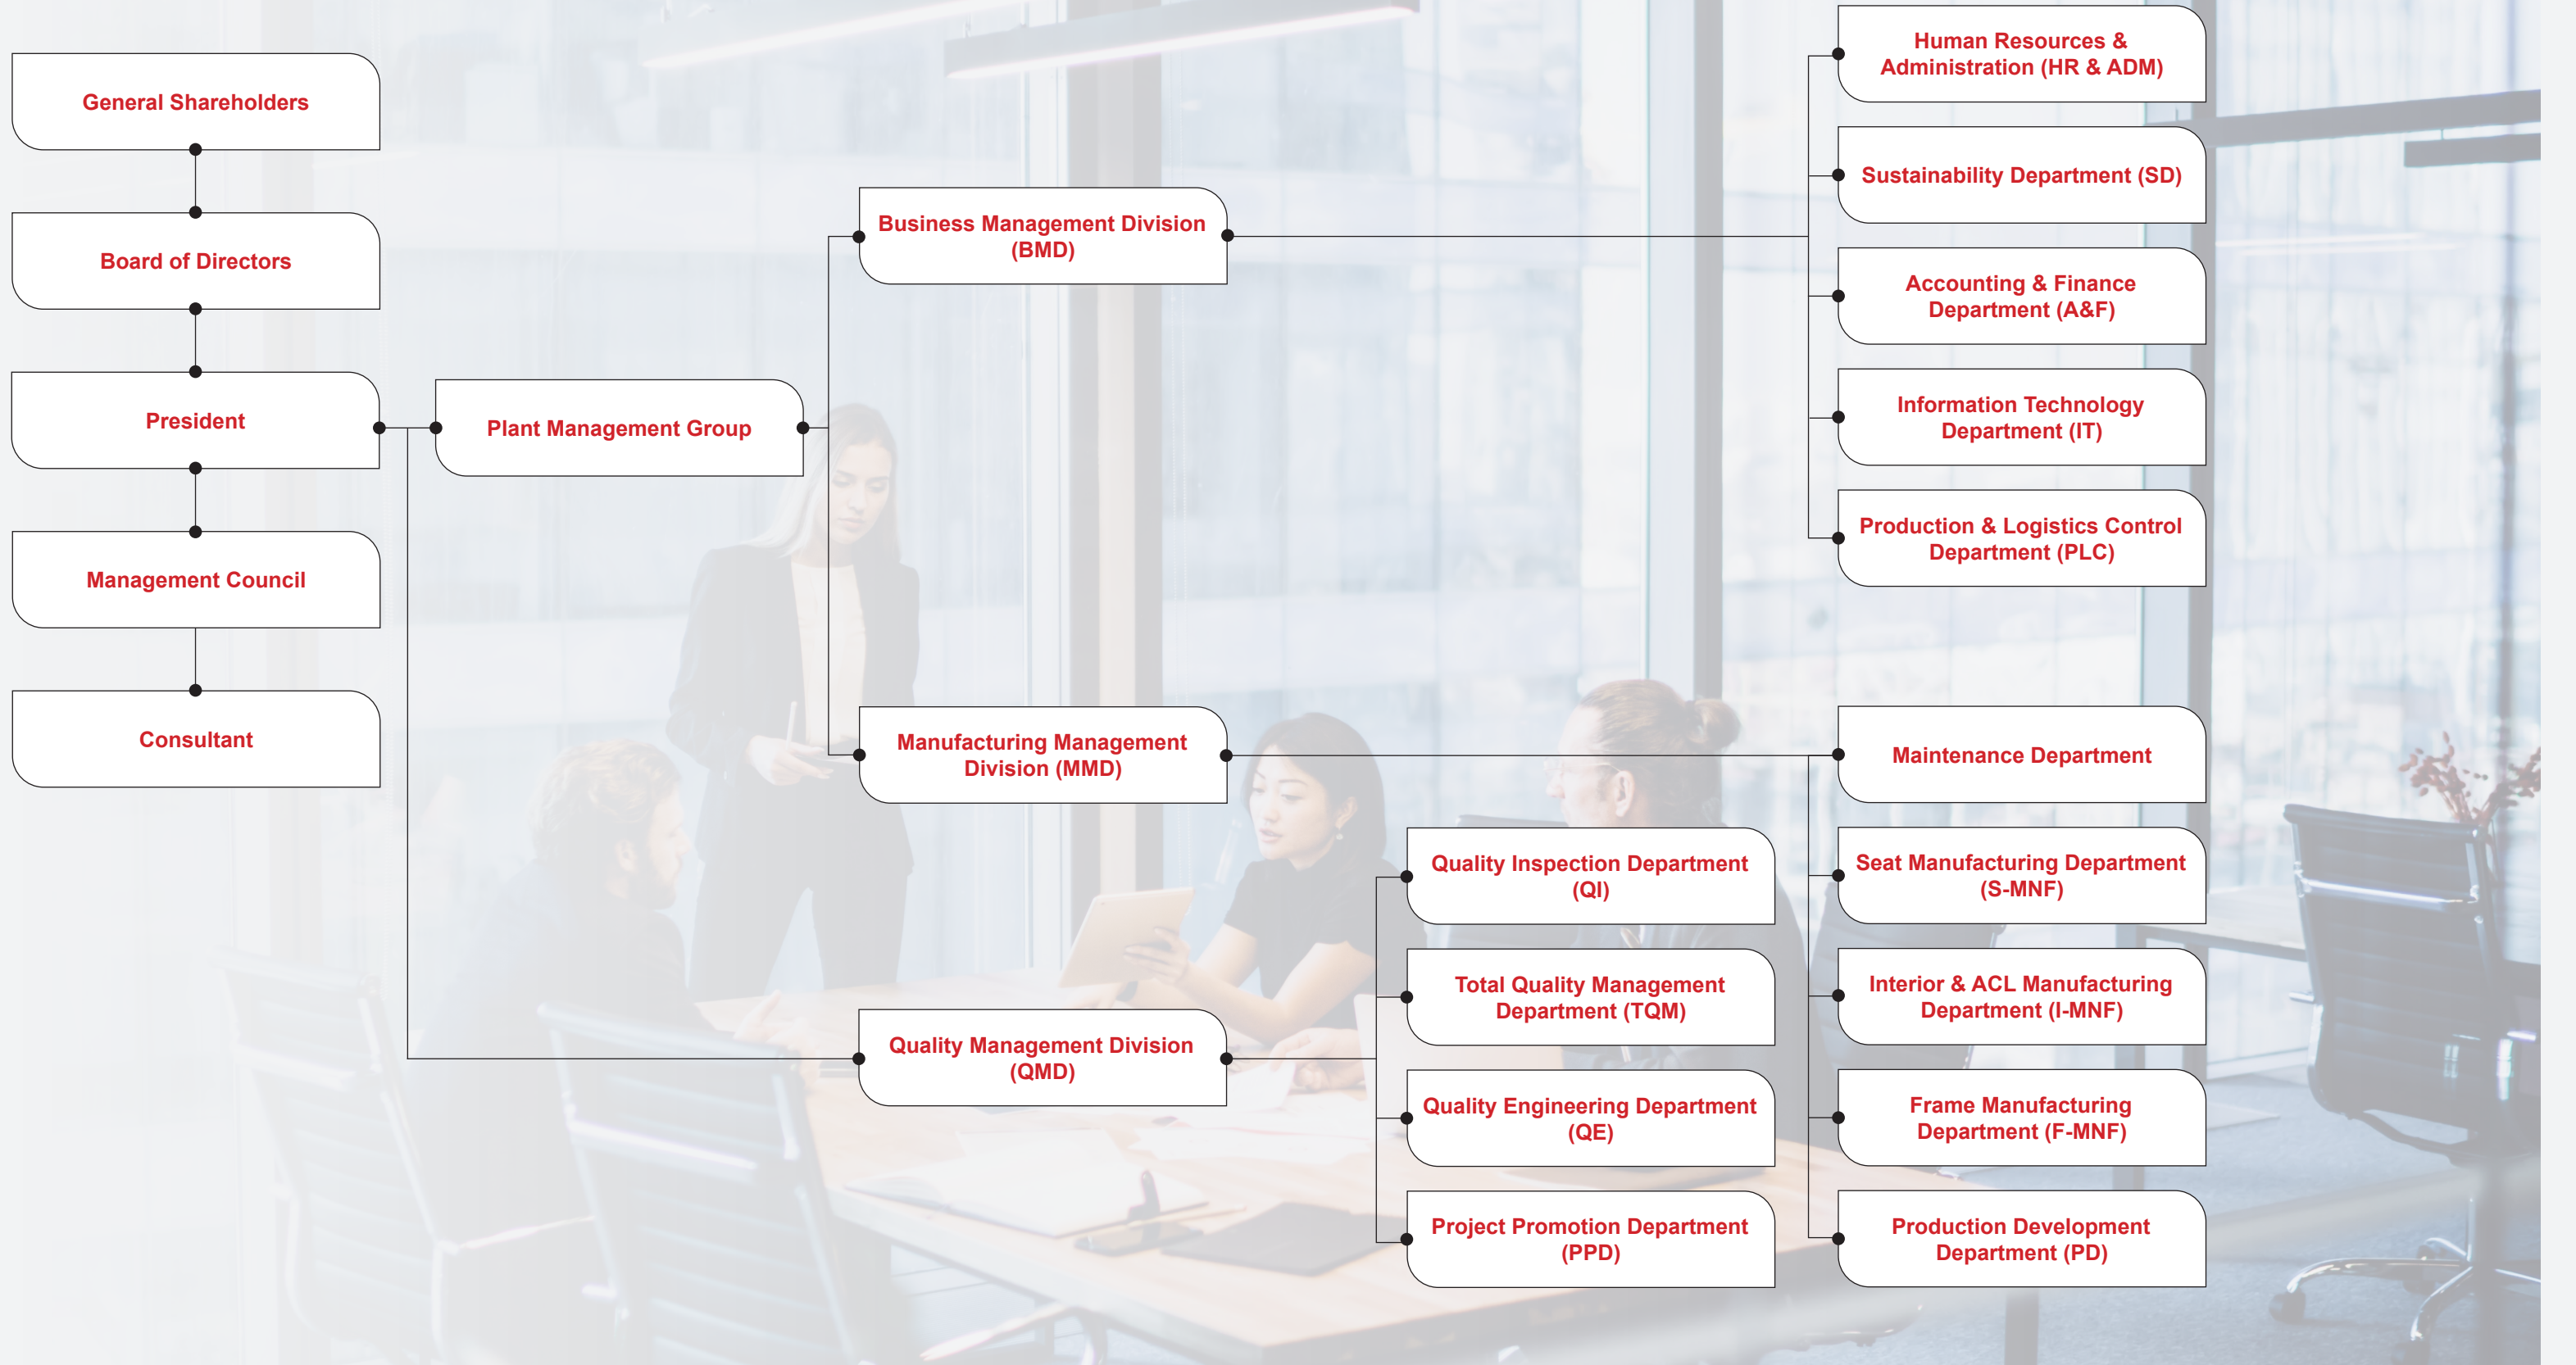 General Shareholders
Board of Directors
President
Management Council
Consultant
Plant Management Group
Business Management Division
(BMD)
Manufacturing Management
Division (MMD)
Quality Management Division
(QMD)
Quality Inspection Department
(QI)
Total Quality Management
Department (TQM)
Quality Engineering Department
(QE)
Project Promotion Department
(PPD)
Human Resources &
Administration (HR & ADM)
Sustainability Department (SD)
Accounting & Finance
Department (A&F)
Information Technology
Department (IT)
Production & Logistics Control
Department (PLC)
Maintenance Department
Seat Manufacturing Department
(S-MNF)
Interior & ACL Manufacturing
Department (I-MNF)
Frame Manufacturing
Department (F-MNF)
Production Development
Department (PD)